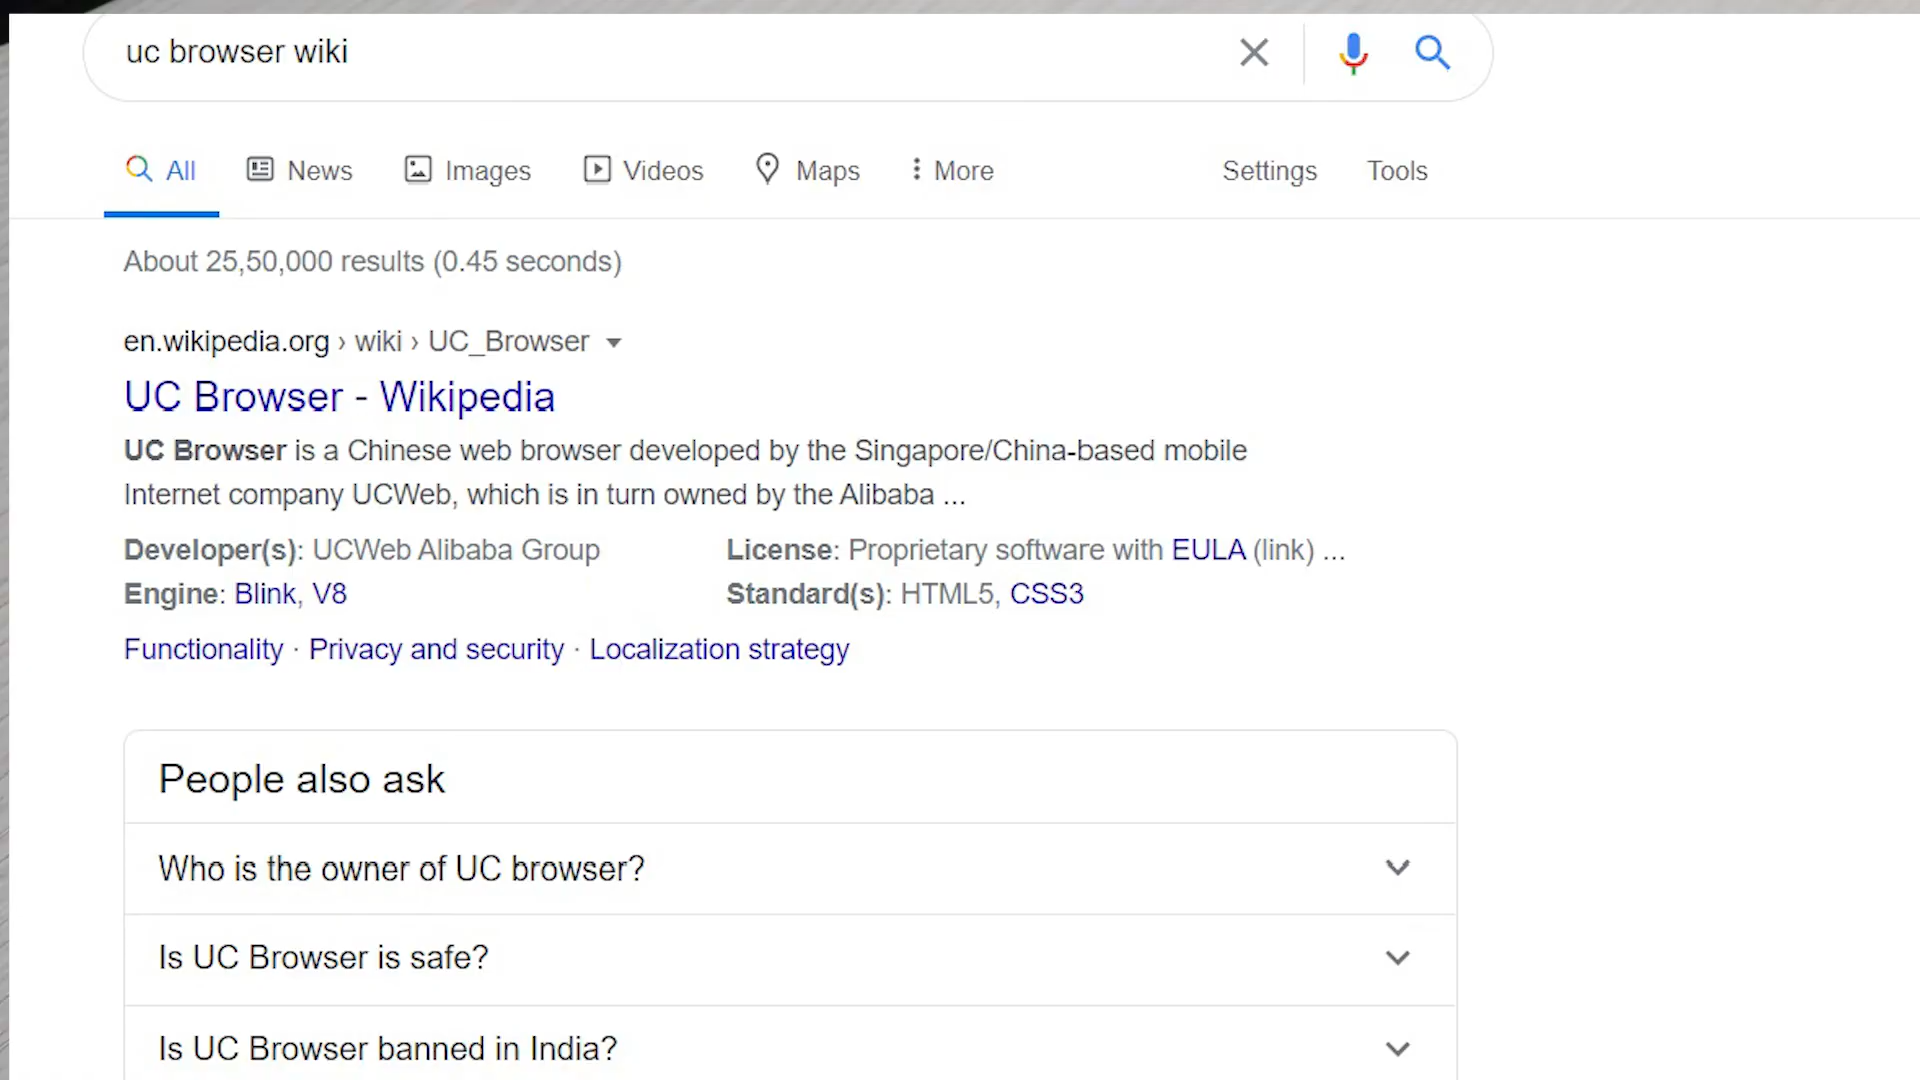 uc browser wiki
All News Images Videos Maps More Settings Tools
About 25,50,000 results (0.45 seconds)
en.wikipedia.org › wiki › UC_Browser
UC Browser - Wikipedia
UC Browser is a Chinese web browser developed by the Singapore/China-based mobile
Internet company UCWeb, which is in turn owned by the Alibaba ...
Developer(s): UCWeb Alibaba Group License: Proprietary software with EULA (link) ...
Engine: Blink, V8 Standard(s): HTML5, CSS3
Functionality · Privacy and security · Localization strategy
People also ask
Who is the owner of UC browser?
Is UC Browser is safe?
Is UC Browser banned in India?